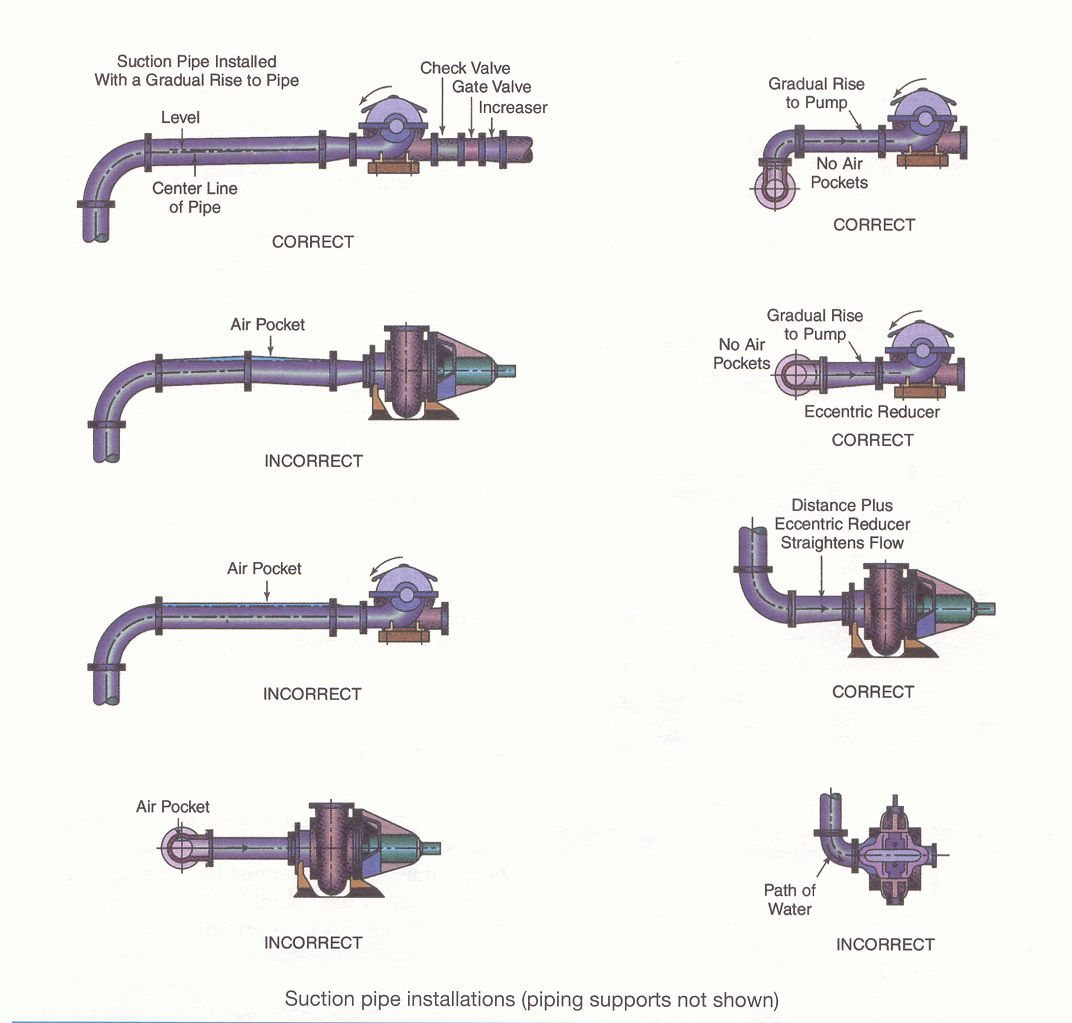 Suction Pipe Installed
With a Gradual Rise to Pipe
Level
Center Line
of Pipe
Check Valve
Gate Valve
Increaser
CORRECT
Gradual Rise
to Pump
No Air
Pockets
CORRECT
Air Pocket
INCORRECT
Gradual Rise
to Pump
No Air
Pockets
Eccentric Reducer
CORRECT
Air Pocket
INCORRECT
Distance Plus
Eccentric Reducer
Straightens Flow
CORRECT
Air Pocket
INCORRECT
Path of
Water
INCORRECT
Suction pipe installations (piping supports not shown)